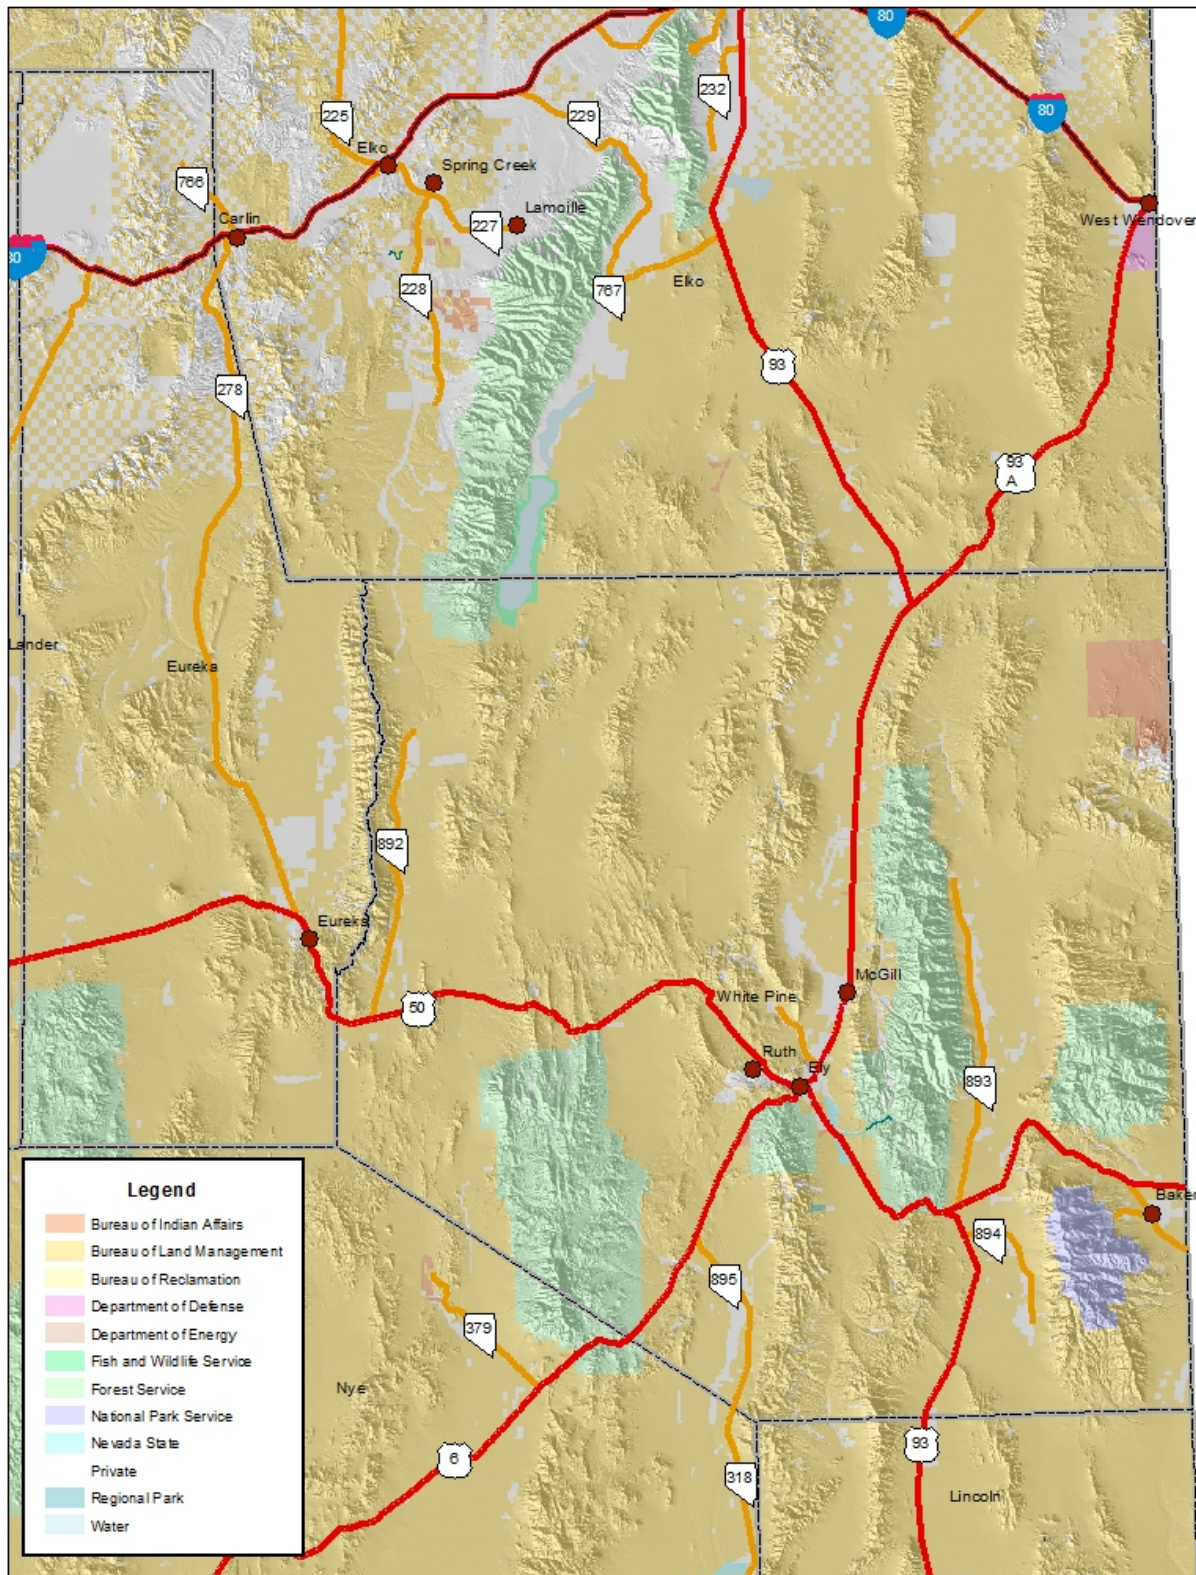 80
80
225
229
232
Elko
Spring Creek
766
Lamoille
West Wendover
Carlin
227
80
228
767
Elko
93
278
93
A
Lander
Eureka
892
Eureka
McGill
White Pine
50
Ruth
Ely
893
Baker
894
895
379
Nye
6
93
318
Lincoln
Legend
Bureau of Indian Affairs
Bureau of Land Management
Bureau of Reclamation
Department of Defense
Department of Energy
Fish and Wildlife Service
Forest Service
National Park Service
Nevada State
Private
Regional Park
Water